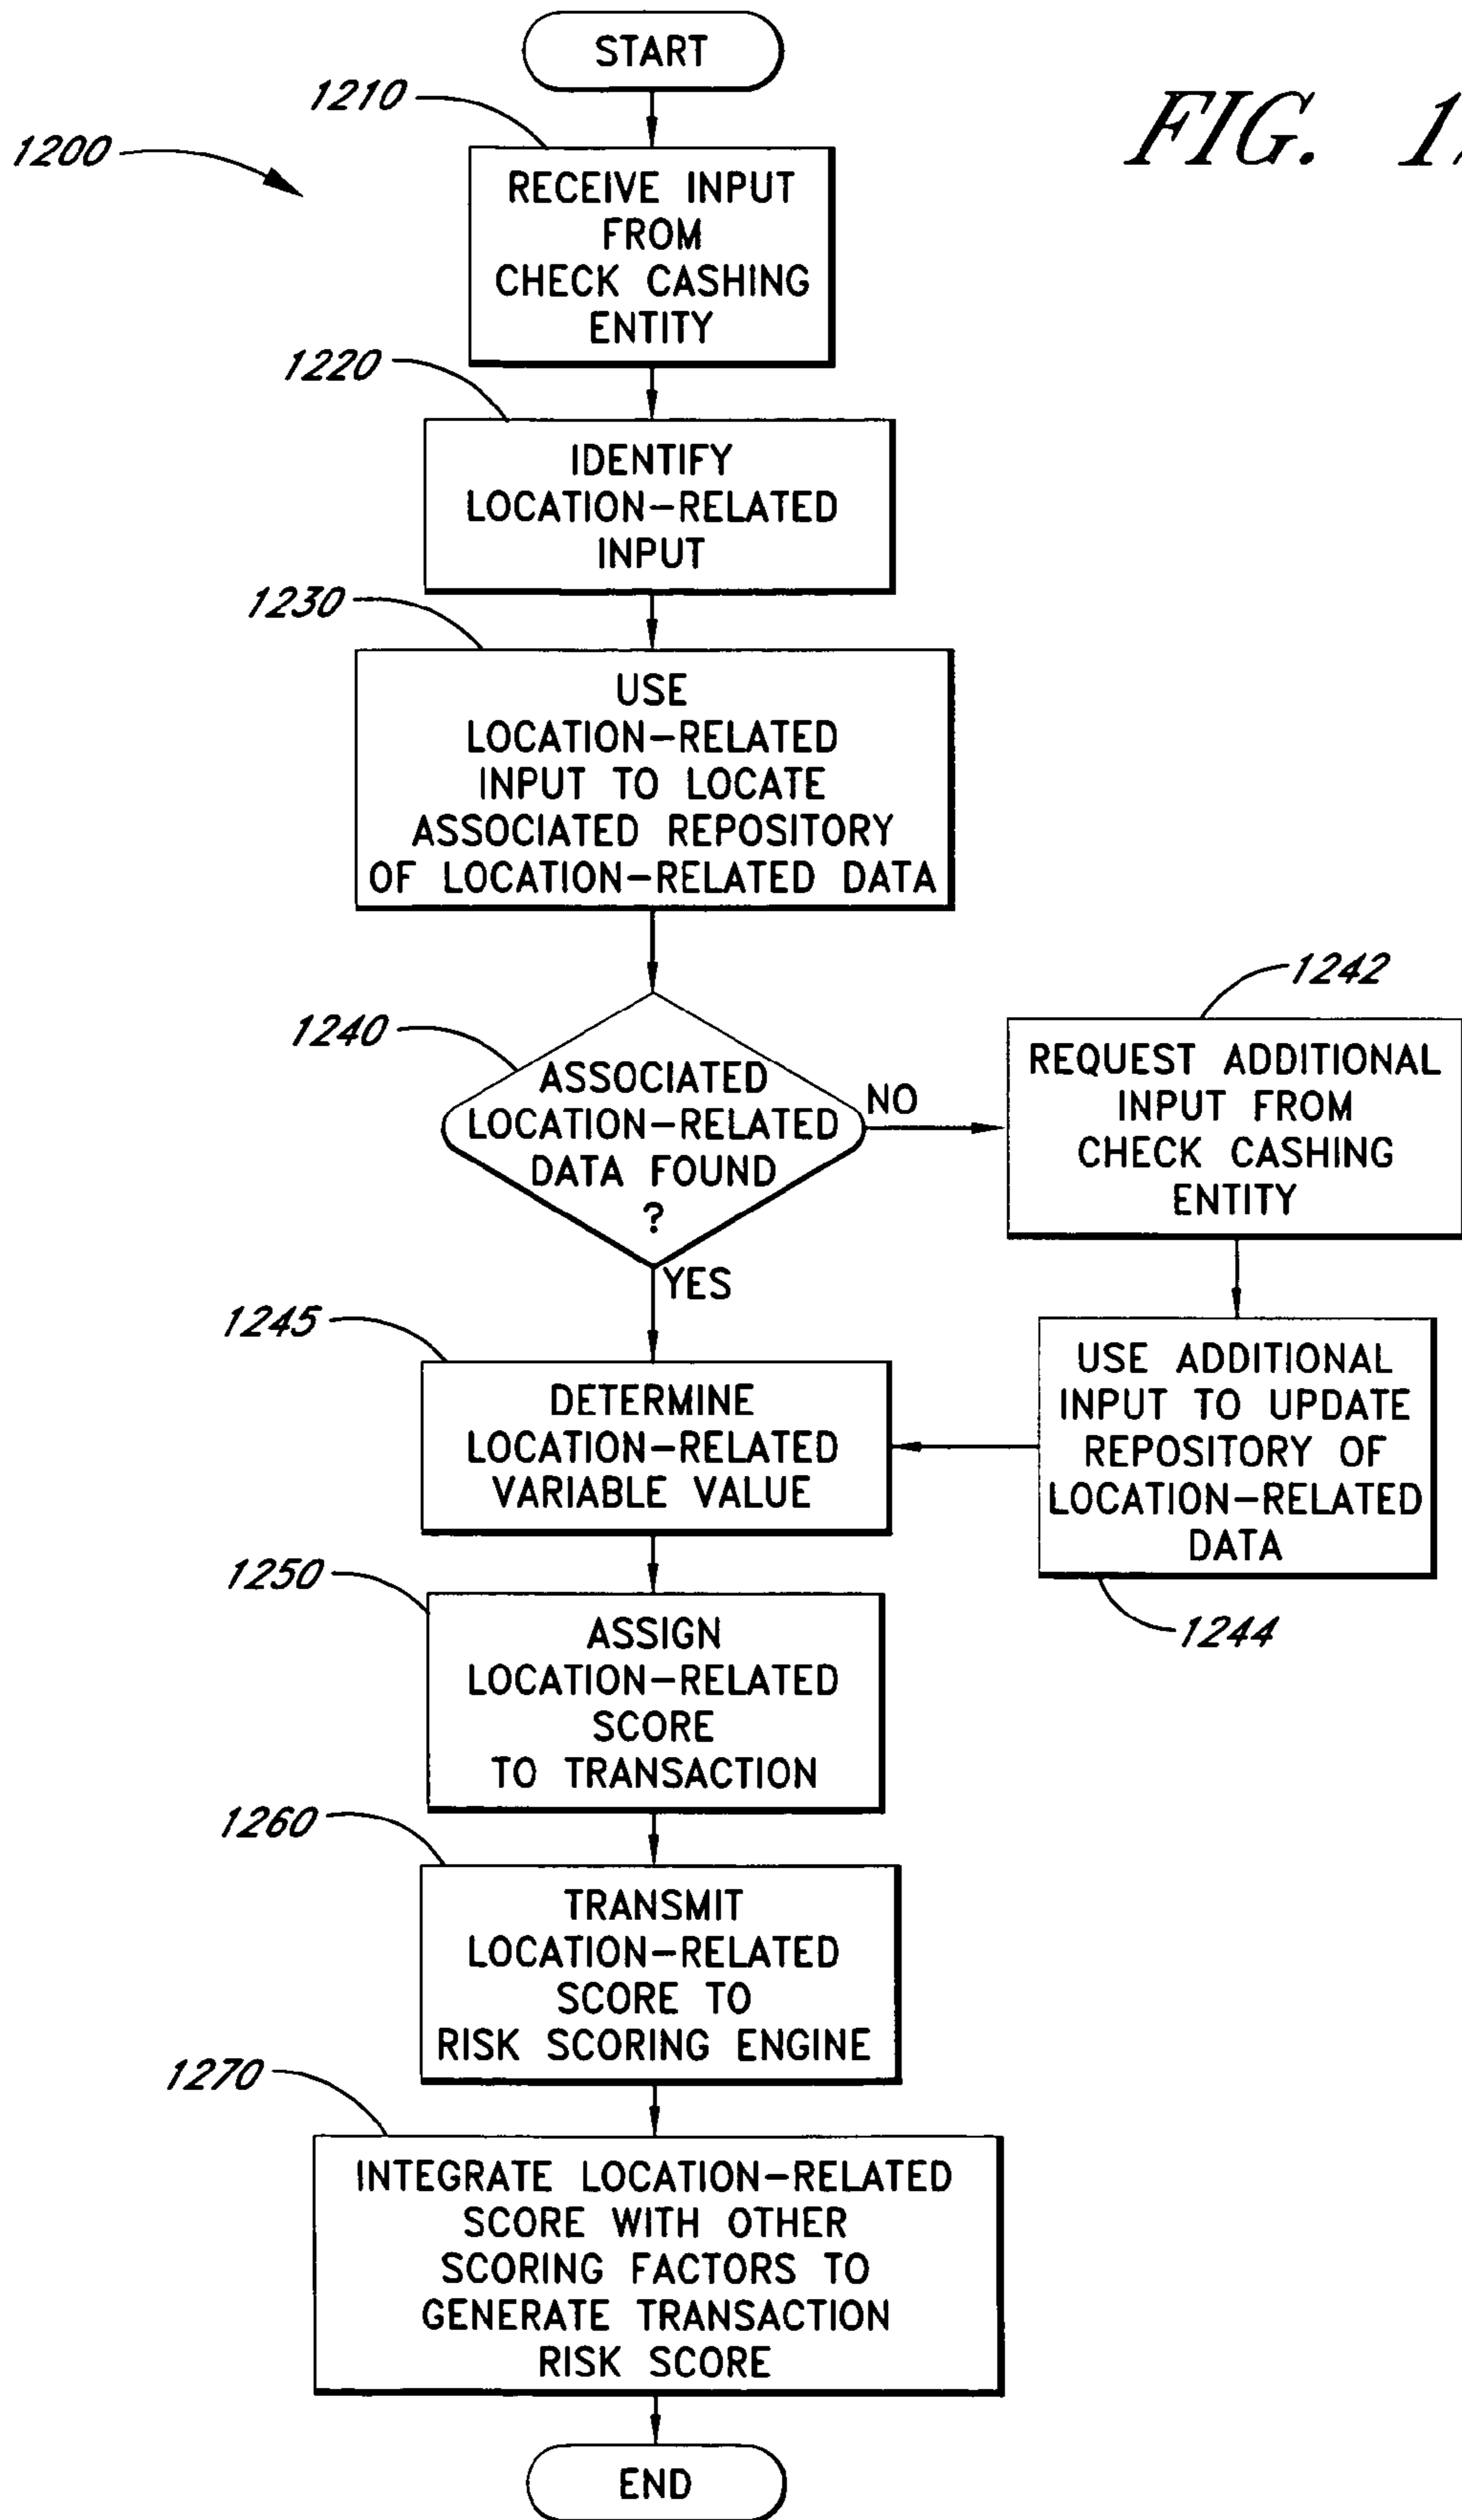 START
1210
1200
FIG.
RECEIVE INPUT
FROM
CHECK CASHING
ENTITY
1220
IDENTIFY
LOCATION-RELATED
INPUT
1230
USE
LOCATION-RELATED
INPUT TO LOCATE
ASSOCIATED REPOSITORY
OF LOCATION-RELATED DATA
1240
ASSOCIATED
LOCATION-RELATED
DATA FOUND
?
NO
YES
1242
REQUEST ADDITIONAL
INPUT FROM
CHECK CASHING
ENTITY
USE ADDITIONAL
INPUT TO UPDATE
REPOSITORY OF
LOCATION-RELATED
DATA
1244
1245
DETERMINE
LOCATION-RELATED
VARIABLE VALUE
1250
ASSIGN
LOCATION-RELATED
SCORE
TO TRANSACTION
1260
TRANSMIT
LOCATION-RELATED
SCORE TO
RISK SCORING ENGINE
1270
INTEGRATE LOCATION-RELATED
SCORE WITH OTHER
SCORING FACTORS TO
GENERATE TRANSACTION
RISK SCORE
END